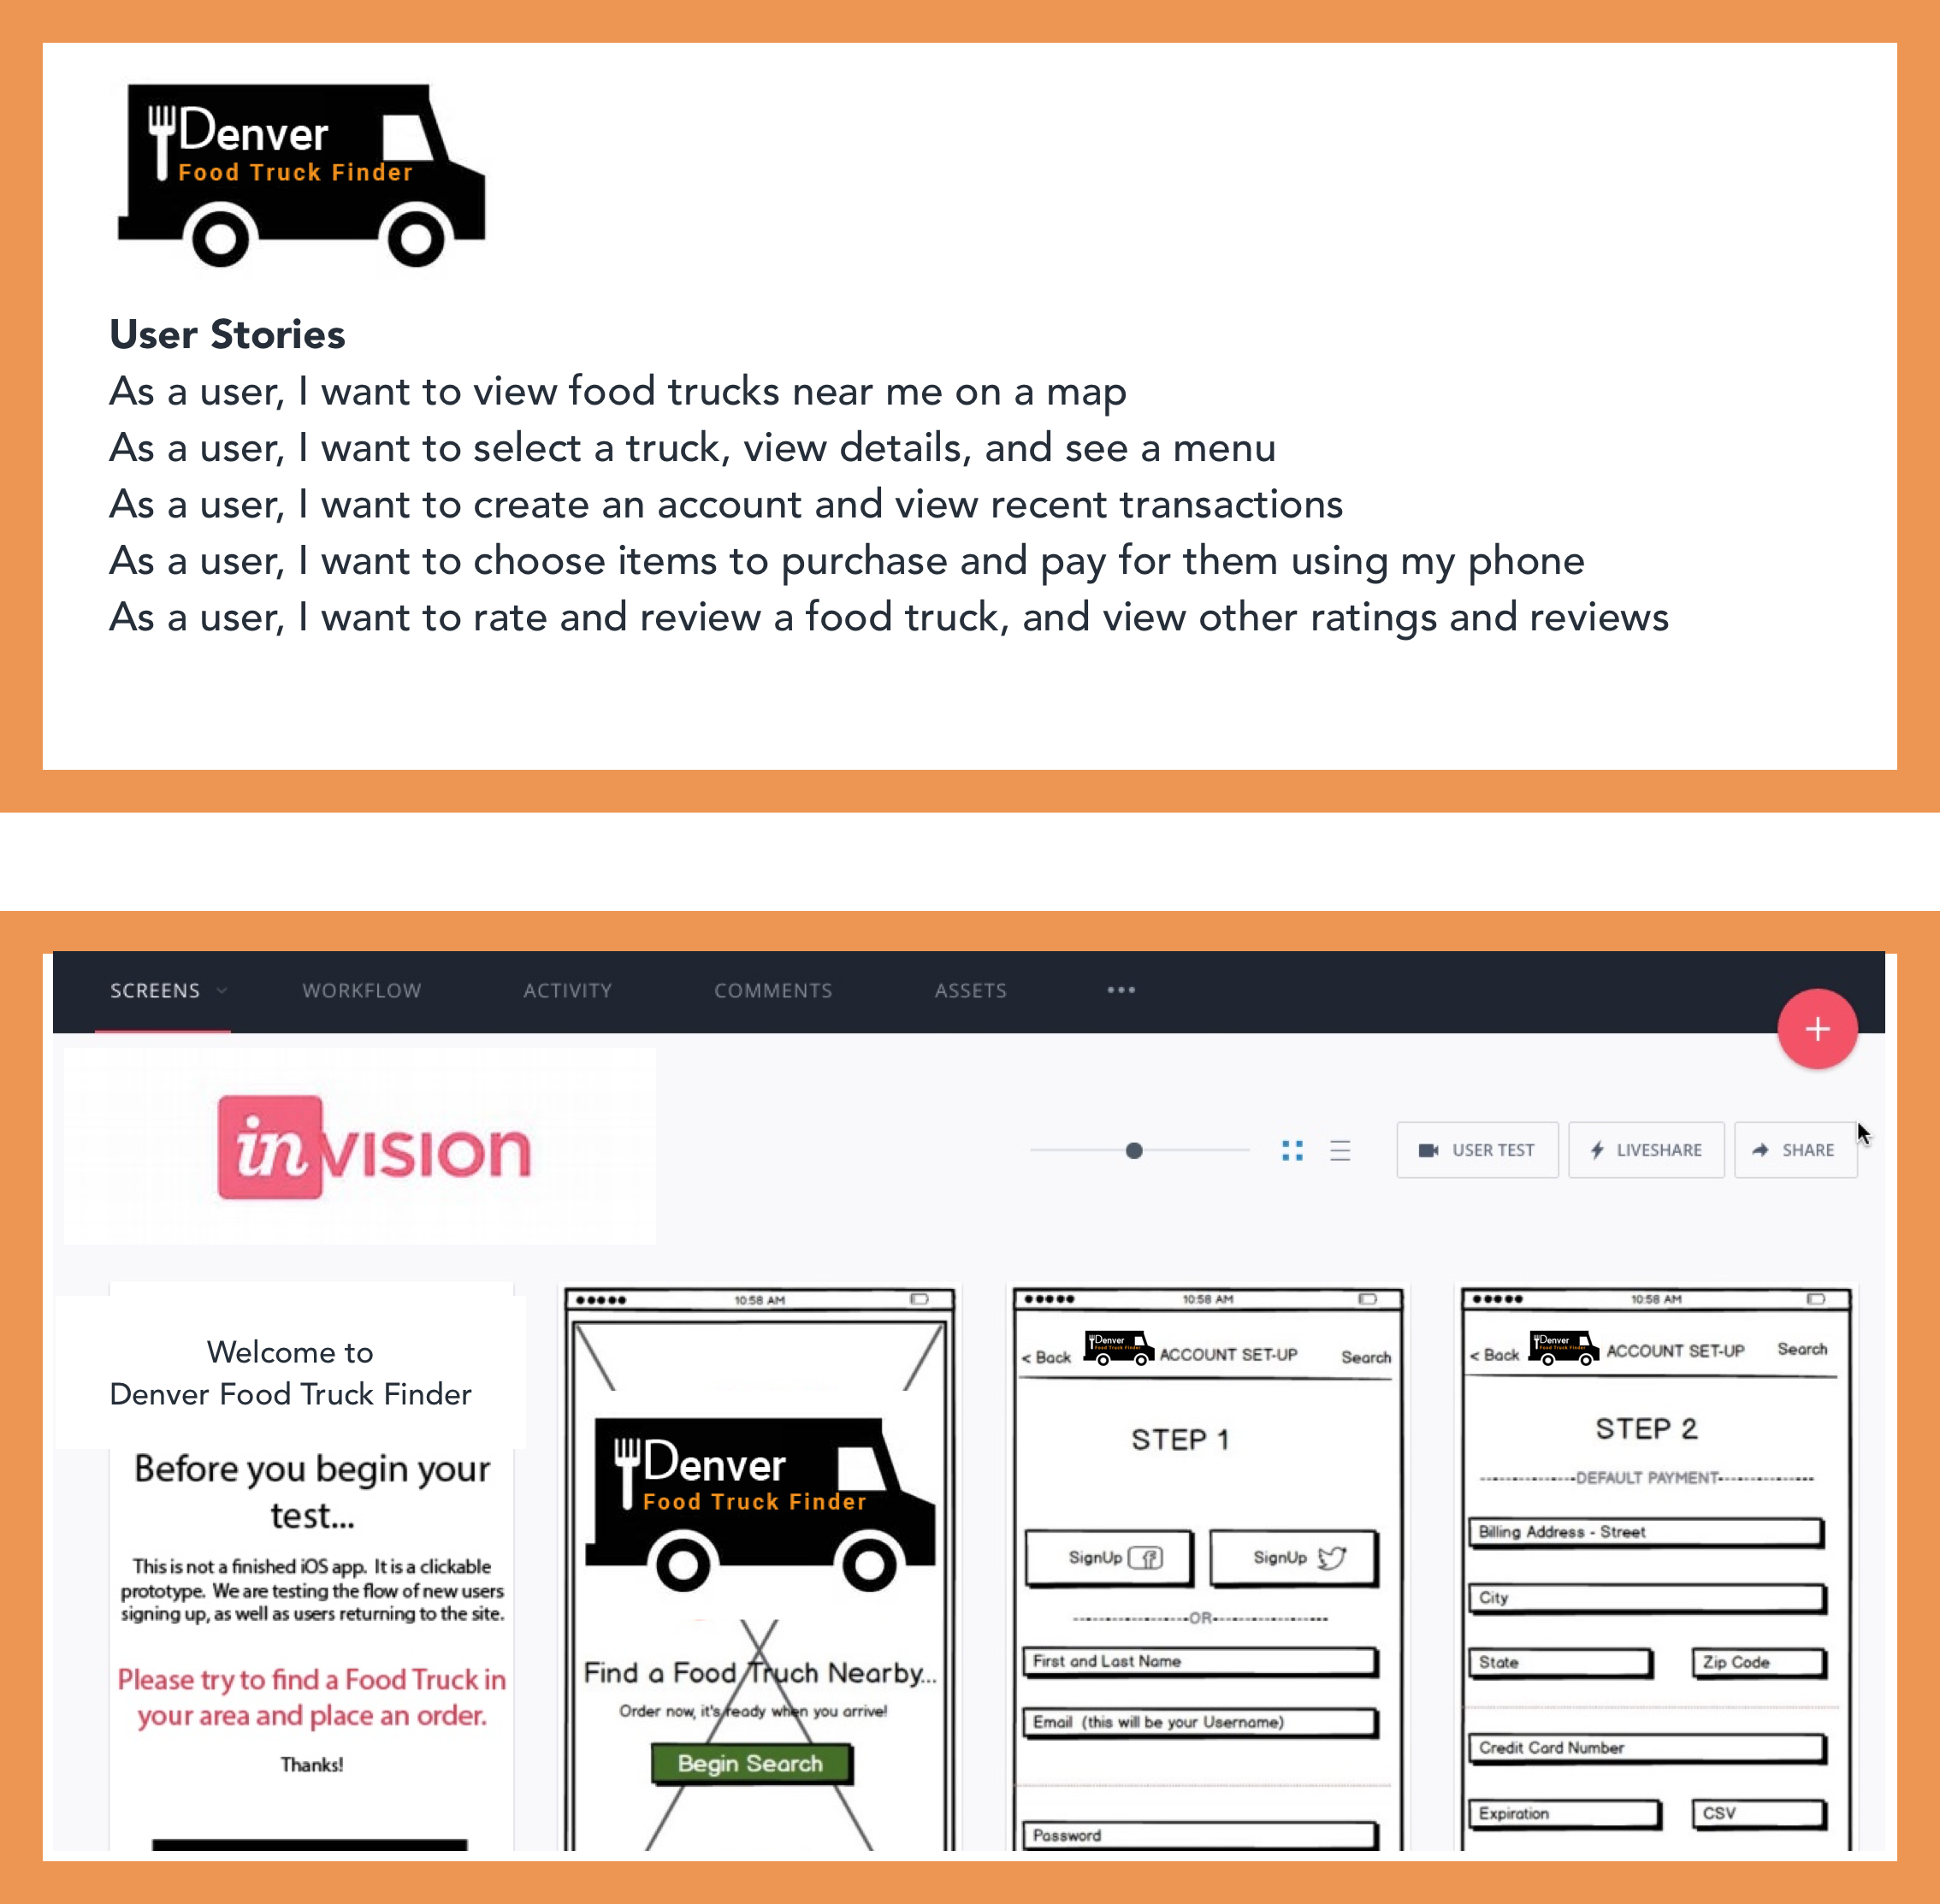 Denver
Food Truck Finder
User Stories
As a user, I want to view food trucks near me on a map
As a user, I want to select a truck, view details, and see a menu
As a user, I want to create an account and view recent transactions
As a user, I want to choose items to purchase and pay for them using my phone
As a user, I want to rate and review a food truck, and view other ratings and reviews
SCREENS WORKFLOW ACTIVITY COMMENTS ASSETS
invision
USER TEST LIVESHARE SHARE
Welcome to
Denver Food Truck Finder
Before you begin your
test...
This is not a finished iOS app. It is a clickable
prototype. We are testing the flow of new users
signing up, as well as users returning to the site.
Please try to find a Food Truck in
your area and place an order.
Thanks!
10:58 AM
Denver
Food Truck Finder
Find a Food Truch Nearby...
Order now, it's ready when you arrive!
Begin Search
10:58 AM
< Back Denver Food Truck Finder ACCOUNT SET-UP Search
STEP 1
SignUp SignUp
OR
First and Last Name
Email (this will be your Username)
Password
10:58 AM
< Back Denver Food Truck Finder ACCOUNT SET-UP Search
STEP 2
DEFAULT PAYMENT
Billing Address - Street
City
State Zip Code
Credit Card Number
Expiration CSV